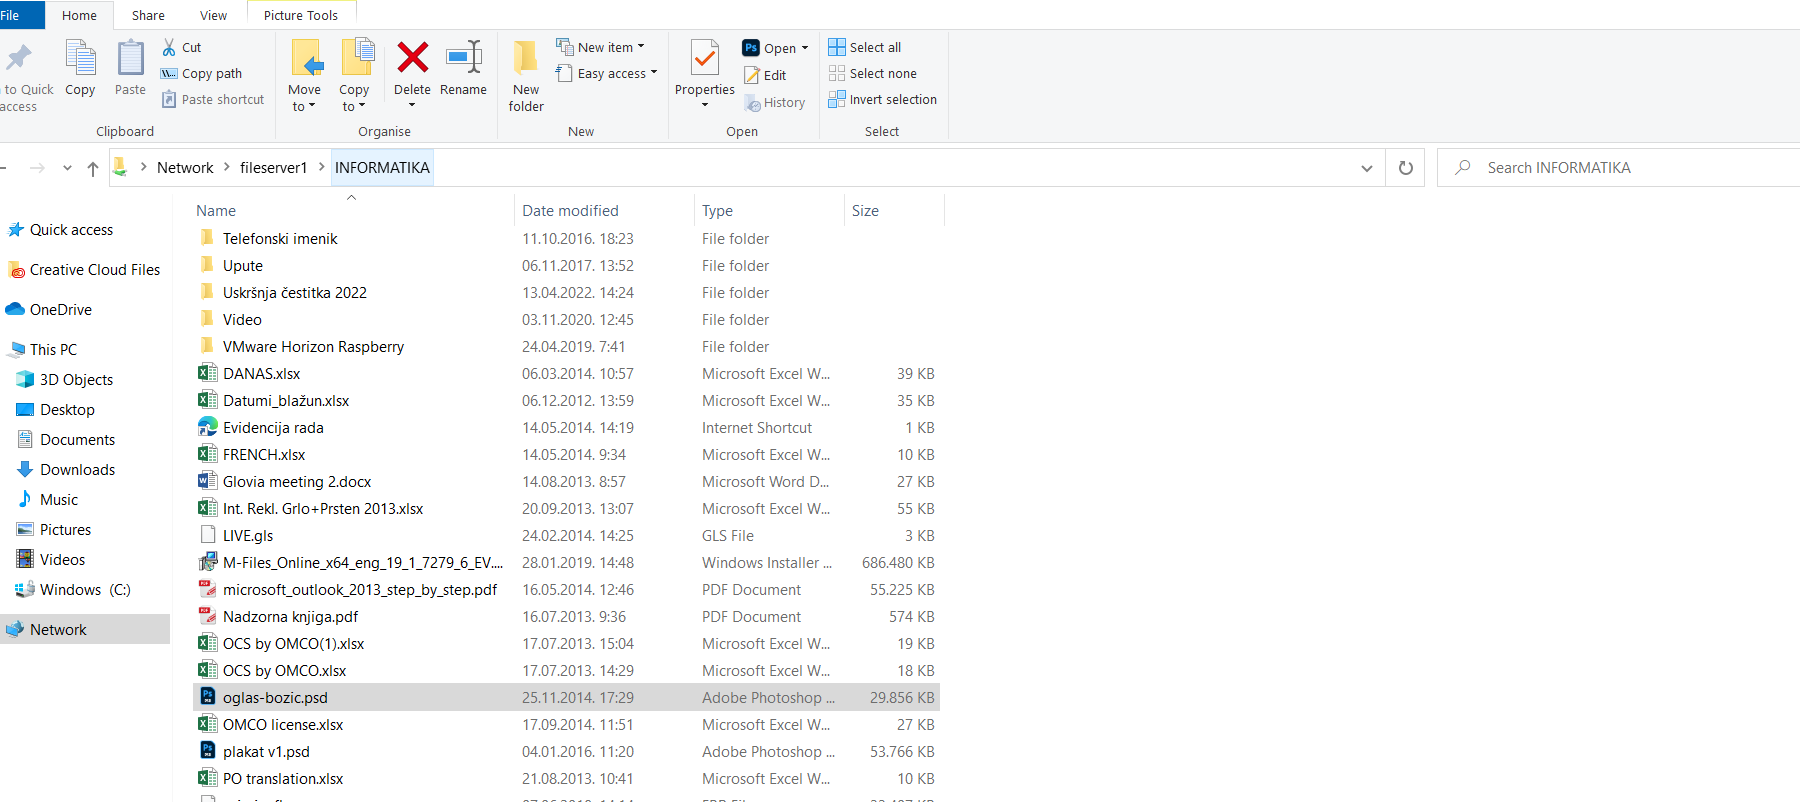 File Home Share View Picture Tools
to Quick access
Copy
Paste
Cut
Copy path
Paste shortcut
Clipboard
Move to
Copy to
Delete
Rename
Organise
New folder
New item
Easy access
New
Properties
Open
Edit
History
Open
Select all
Select none
Invert selection
Select
Network fileserver1 INFORMATIKA
Search INFORMATIKA
Quick access
Creative Cloud Files
OneDrive
This PC
3D Objects
Desktop
Documents
Downloads
Music
Pictures
Videos
Windows (C:)
Network
Name Date modified Type Size
Telefonski imenik 11.10.2016. 18:23 File folder
Upute 06.11.2017. 13:52 File folder
Uskršnja čestitka 2022 13.04.2022. 14:24 File folder
Video 03.11.2020. 12:45 File folder
VMware Horizon Raspberry 24.04.2019. 7:41 File folder
DANAS.xlsx 06.03.2014. 10:57 Microsoft Excel W... 39 KB
Datumi_blažun.xlsx 06.12.2012. 13:59 Microsoft Excel W... 35 KB
Evidencija rada 14.05.2014. 14:19 Internet Shortcut 1 KB
FRENCH.xlsx 14.05.2014. 9:34 Microsoft Excel W... 10 KB
Glovia meeting 2.docx 14.08.2013. 8:57 Microsoft Word D... 27 KB
Int. Rekl. Grlo+Prsten 2013.xlsx 20.09.2013. 13:07 Microsoft Excel W... 55 KB
LIVE.gls 24.02.2014. 14:25 GLS File 3 KB
M-Files_Online_x64_eng_19_1_7279_6_EV.... 28.01.2019. 14:48 Windows Installer ... 686.480 KB
microsoft_outlook_2013_step_by_step.pdf 16.05.2014. 12:46 PDF Document 55.225 KB
Nadzorna knjiga.pdf 16.07.2013. 9:36 PDF Document 574 KB
OCS by OMCO(1).xlsx 17.07.2013. 15:04 Microsoft Excel W... 19 KB
OCS by OMCO.xlsx 17.07.2013. 14:29 Microsoft Excel W... 18 KB
oglas-bozic.psd 25.11.2014. 17:29 Adobe Photoshop ... 29.856 KB
OMCO license.xlsx 17.09.2014. 11:51 Microsoft Excel W... 27 KB
plakat v1.psd 04.01.2016. 11:20 Adobe Photoshop ... 53.766 KB
PO translation.xlsx 21.08.2013. 10:41 Microsoft Excel W... 10 KB